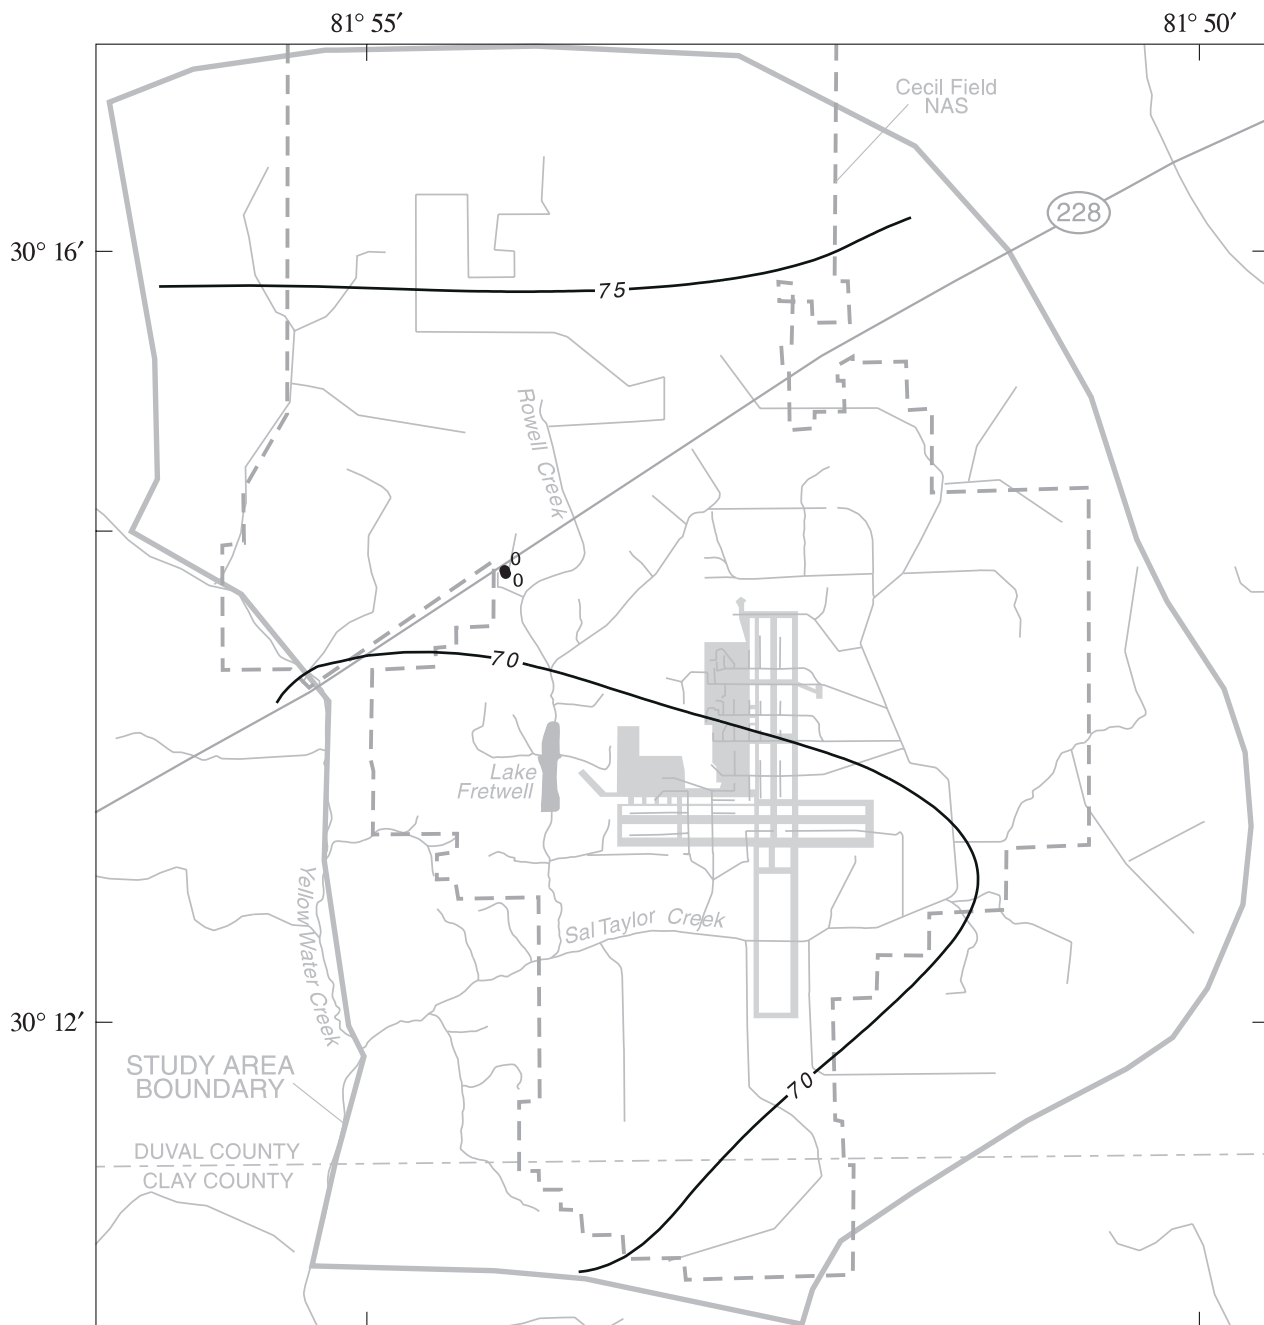 81° 55′
81° 50′
Cecil Field
NAS
228
30° 16′
75
Rowell Creek
0
0
70
Lake
Fretwell
Sal Taylor Creek
Yellow Water Creek
30° 12′
STUDY AREA
BOUNDARY
70
DUVAL COUNTY
CLAY COUNTY